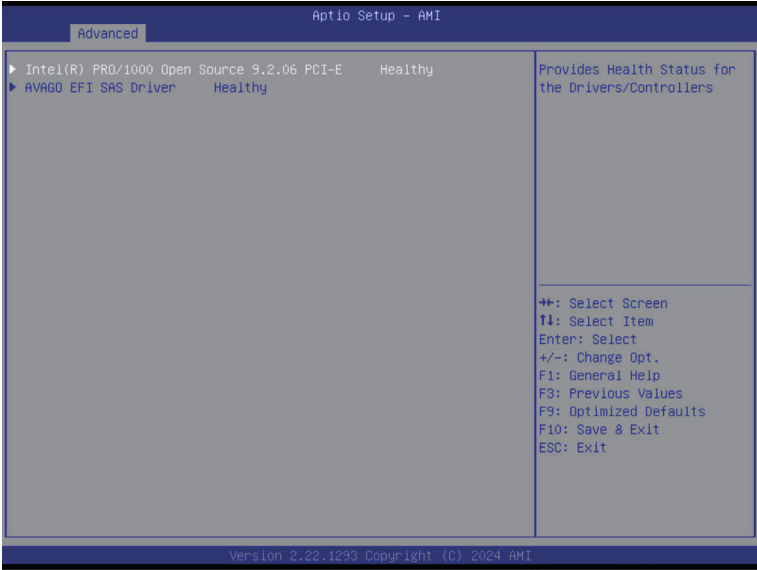 Aptio Setup – AMI
Advanced
▶ Intel(R) PRO/1000 Open Source 9.2.06 PCI-E Healthy
▶ AVAGO EFI SAS Driver Healthy
Provides Health Status for
the Drivers/Controllers
→←: Select Screen
↑↓: Select Item
Enter: Select
+/-: Change Opt.
F1: General Help
F3: Previous Values
F9: Optimized Defaults
F10: Save & Exit
ESC: Exit
Version 2.22.1293 Copyright (C) 2024 AMI